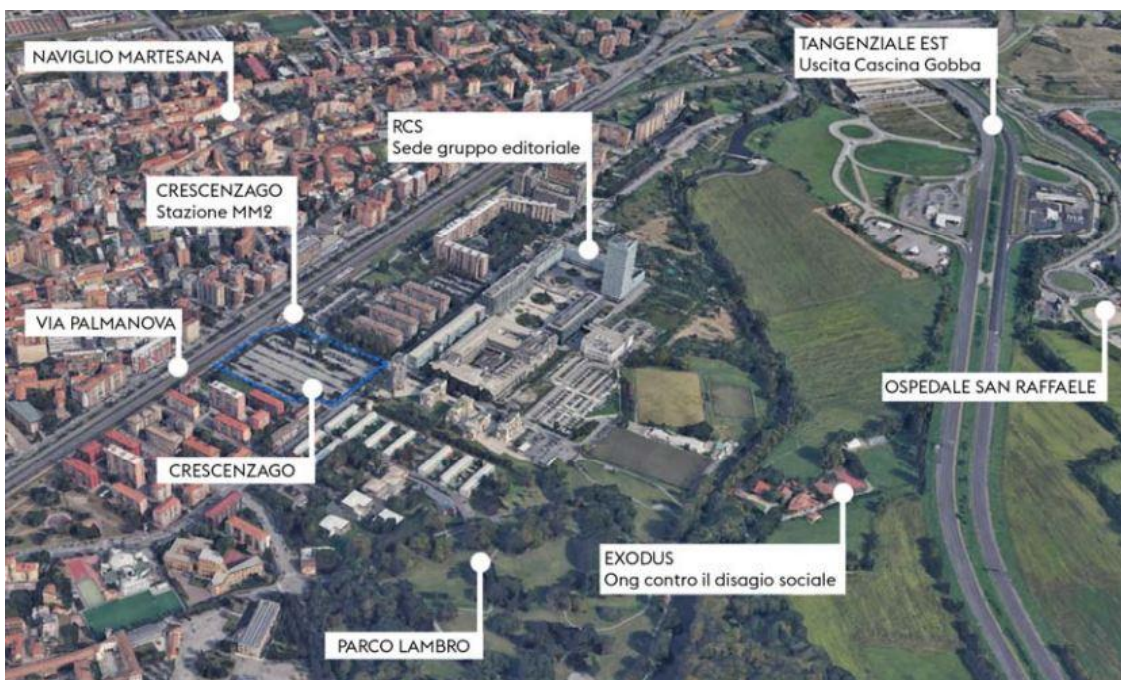 NAVIGLIO MARTESANA
TANGENZIALE EST
Uscita Cascina Gobba
RCS
Sede gruppo editoriale
CRESCENZAGO
Stazione MM2
VIA PALMANOVA
OSPEDALE SAN RAFFAELE
CRESCENZAGO
EXODUS
Ong contro il disagio sociale
PARCO LAMBRO